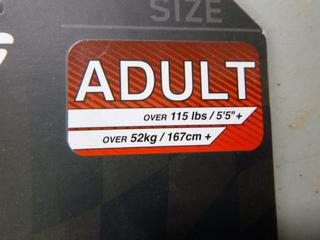 SIZE
ADULT
OVER 115 lbs / 5'5"+
OVER 52kg / 167cm +